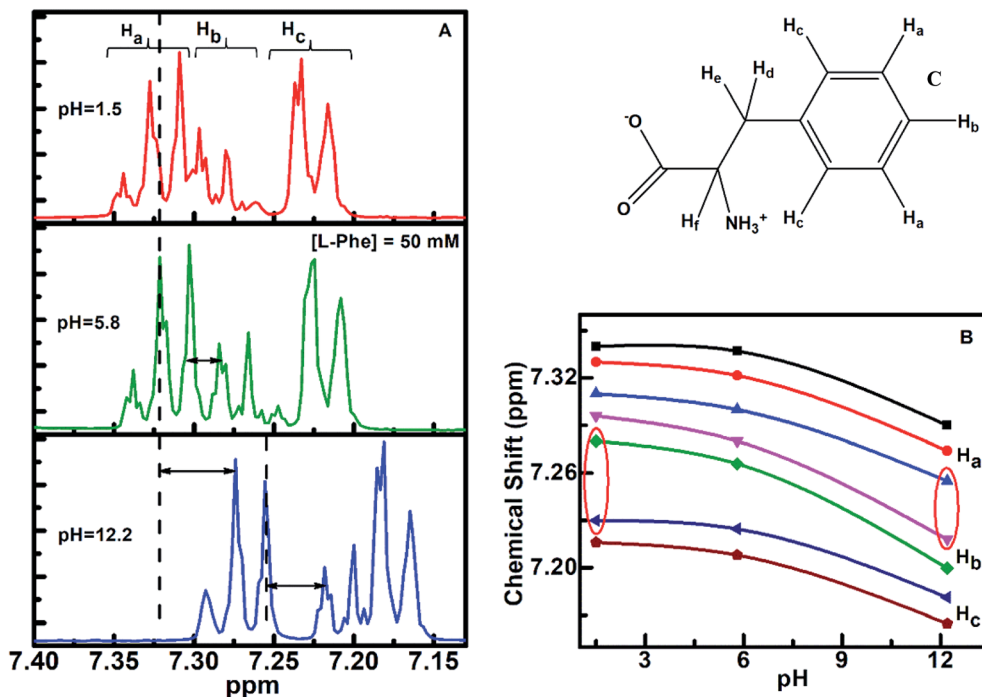 A
Ha
Hb
Hc
pH=1.5
[L-Phe] = 50 mM
pH=5.8
pH=12.2
7.40 7.35 7.30 7.25 7.20 7.15
ppm
Hc
Ha
C
He
Hd
-O
Hb
O
Hf
NH3+
Hc
Ha
B
Chemical Shift (ppm)
7.32
7.26
7.20
Ha
Hb
Hc
3 6 9 12
pH